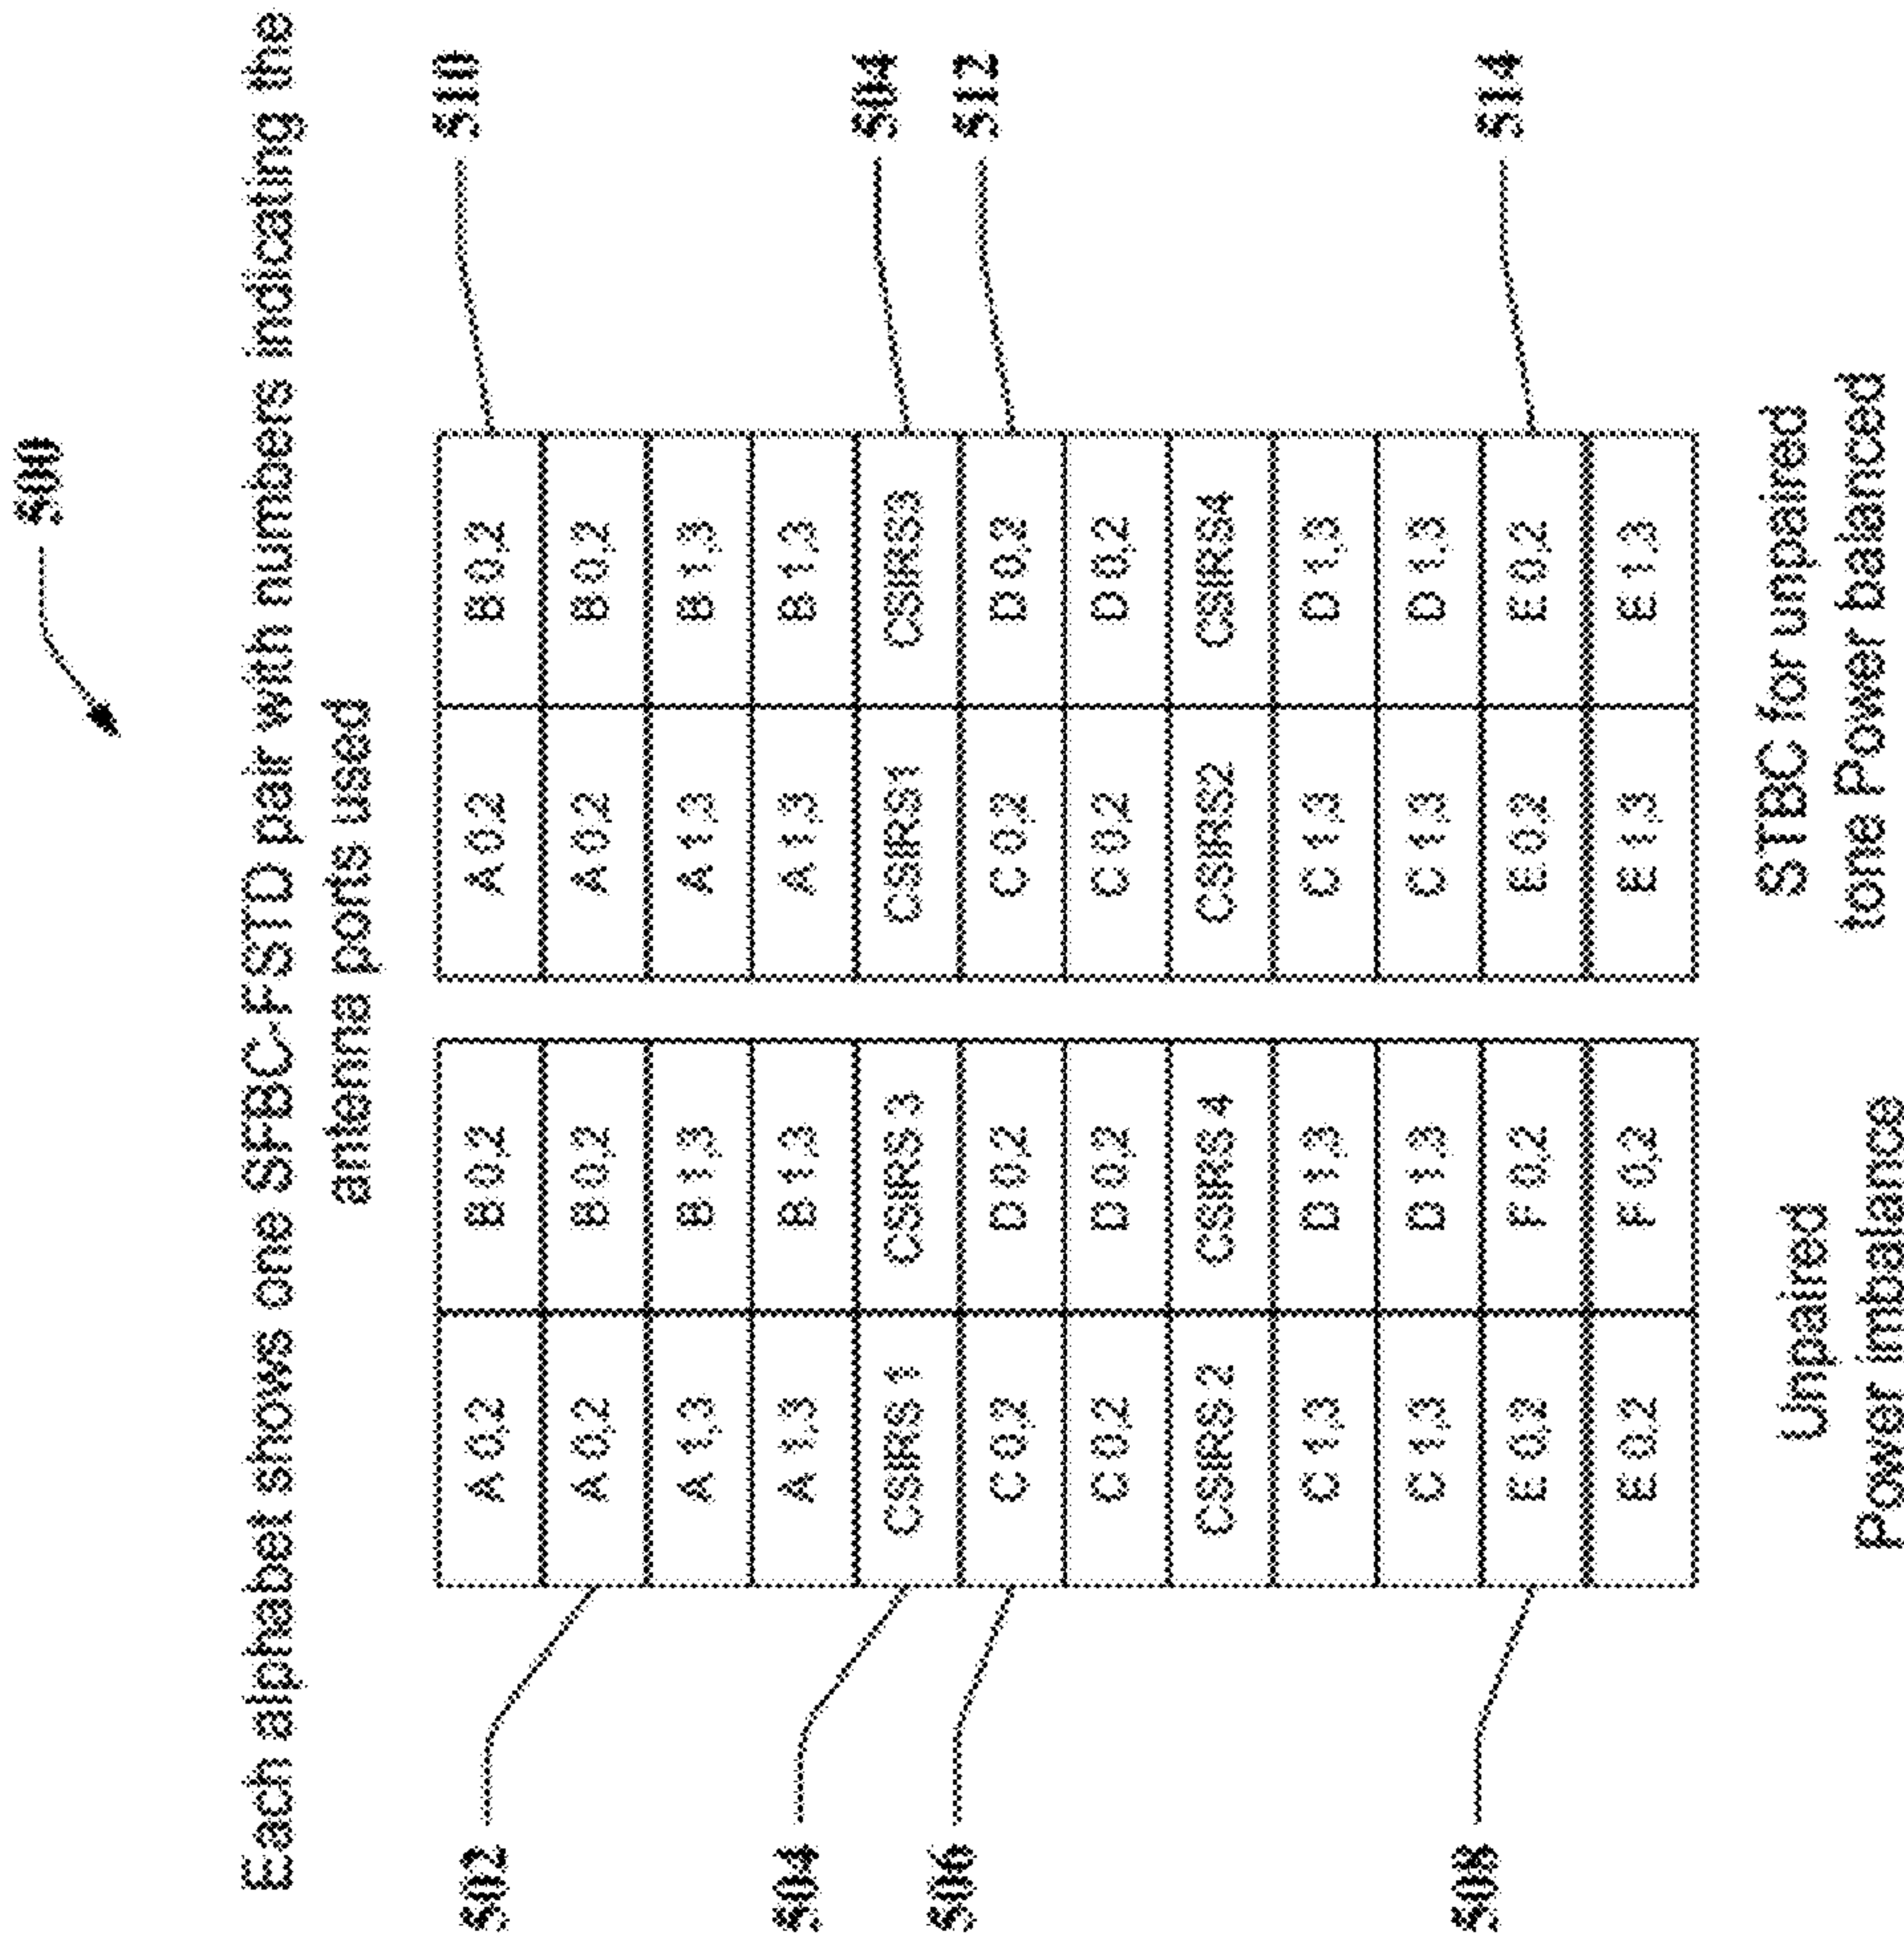 500
Each alphabet shows one SFBC-FSTD pair with numbers indicating the
antenna ports used
502 A 0,2 B 0,2 A 0,2 B 0,2 510
A 0,2 B 0,2 A 0,2 B 0,2
A 1,3 B 1,3 A 1,3 B 1,3
A 1,3 B 1,3 A 1,3 B 1,3
504 CSIRS 1 CSIRS 3 CSIRS1 CSIRS3 504
506 C 0,2 D 0,2 C 0,2 D 0,2 512
C 0,2 D 0,2 C 0,2 D 0,2
CSIRS 2 CSIRS 4 CSIRS2 CSIRS4
C 1,3 D 1,3 C 1,3 D 1,3
C 1,3 D 1,3 C 1,3 D 1,3
508 E 0,2 F 0,2 E 0,2 E 0,2 514
E 0,2 F 0,2 E 1,3 E 1,3
Unpaired
Power imbalance
STBC for unpaired
tone Power balanced